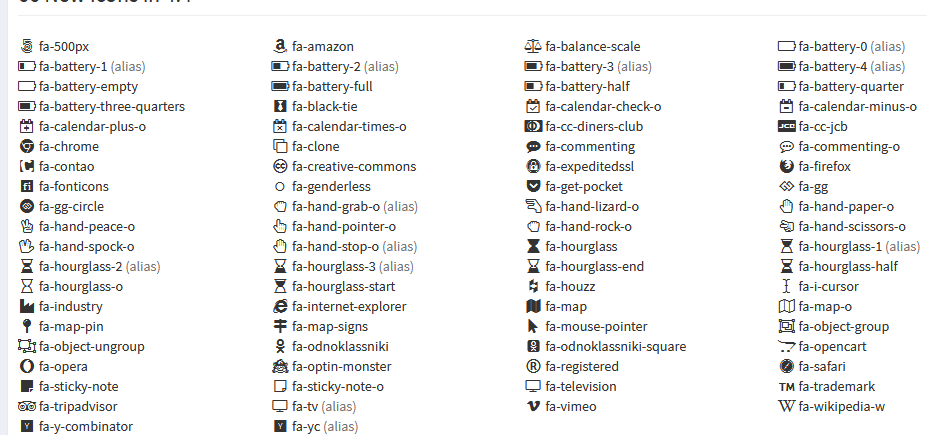 fa-500px fa-amazon fa-balance-scale fa-battery-0 (alias)
fa-battery-1 (alias) fa-battery-2 (alias) fa-battery-3 (alias) fa-battery-4 (alias)
fa-battery-empty fa-battery-full fa-battery-half fa-battery-quarter
fa-battery-three-quarters fa-black-tie fa-calendar-check-o fa-calendar-minus-o
fa-calendar-plus-o fa-calendar-times-o fa-cc-diners-club fa-cc-jcb
fa-chrome fa-clone fa-commenting fa-commenting-o
fa-contao fa-creative-commons fa-expeditedssl fa-firefox
fa-fonticons fa-genderless fa-get-pocket fa-gg
fa-gg-circle fa-hand-grab-o (alias) fa-hand-lizard-o fa-hand-paper-o
fa-hand-peace-o fa-hand-pointer-o fa-hand-rock-o fa-hand-scissors-o
fa-hand-spock-o fa-hand-stop-o (alias) fa-hourglass fa-hourglass-1 (alias)
fa-hourglass-2 (alias) fa-hourglass-3 (alias) fa-hourglass-end fa-hourglass-half
fa-hourglass-o fa-hourglass-start fa-houzz fa-i-cursor
fa-industry fa-internet-explorer fa-map fa-map-o
fa-map-pin fa-map-signs fa-mouse-pointer fa-object-group
fa-object-ungroup fa-odnoklassniki fa-odnoklassniki-square fa-opencart
fa-opera fa-optin-monster fa-registered fa-safari
fa-sticky-note fa-sticky-note-o fa-television fa-trademark
fa-tripadvisor fa-tv (alias) fa-vimeo fa-wikipedia-w
fa-y-combinator fa-yc (alias)